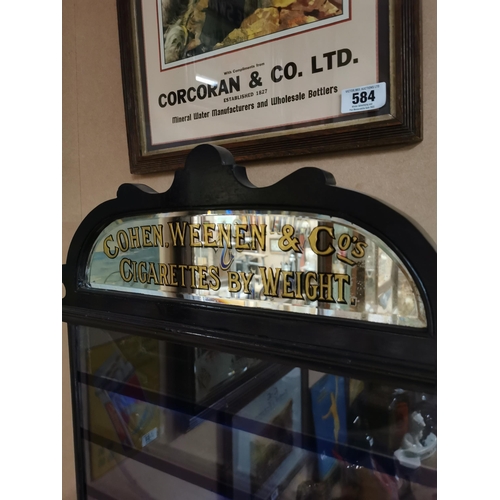 With Compliments from
CORCORAN & CO. LTD.
ESTABLISHED 1827
Mineral Water Manufacturers and Wholesale Bottlers
584
COHEN, WEENEN & CO'S
CIGARETTES BY WEIGHT